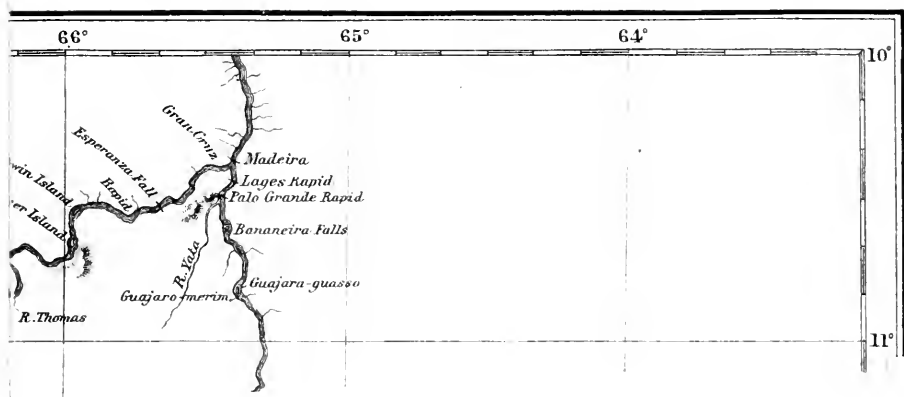 66°
65°
64°
10°
Gran Cruz
Esperanza Fall
Rapid
win Island
er Island
Madeira
Lages Rapid
Palo Grande Rapid
Bananeira Falls
R. Yata
Guajara-guasso
Guajaro-merim
R. Thomas
11°